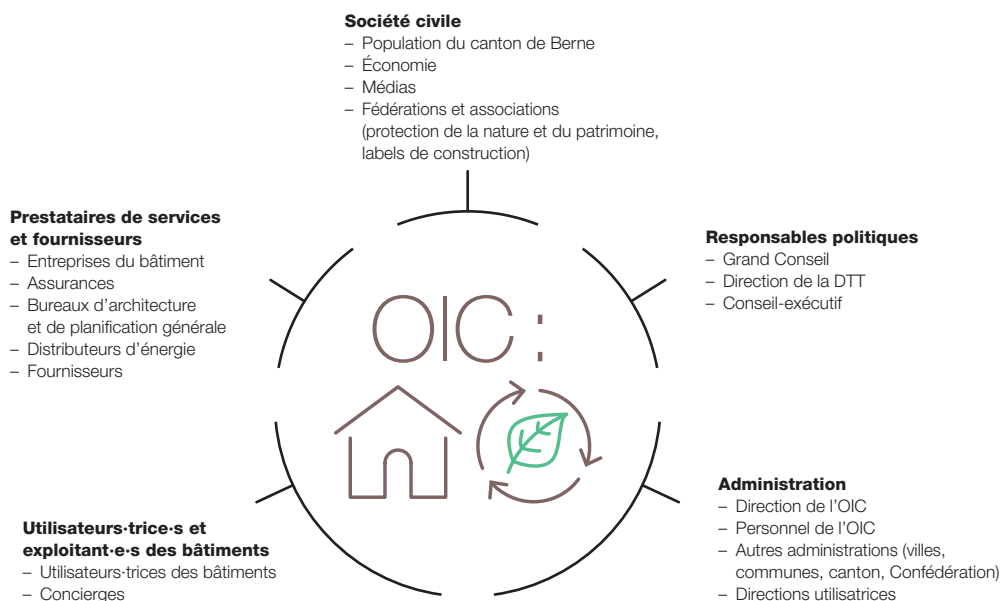 Société civile
– Population du canton de Berne
– Économie
– Médias
– Fédérations et associations
(protection de la nature et du patrimoine,
labels de construction)
Prestataires de services
et fournisseurs
– Entreprises du bâtiment
– Assurances
– Bureaux d'architecture
et de planification générale
– Distributeurs d'énergie
– Fournisseurs
Responsables politiques
– Grand Conseil
– Direction de la DTT
– Conseil-exécutif
OIC :
Utilisateurs·trice·s et
exploitant·e·s des bâtiments
– Utilisateurs·trices des bâtiments
– Concierges
Administration
– Direction de l'OIC
– Personnel de l'OIC
– Autres administrations (villes,
communes, canton, Confédération)
– Directions utilisatrices